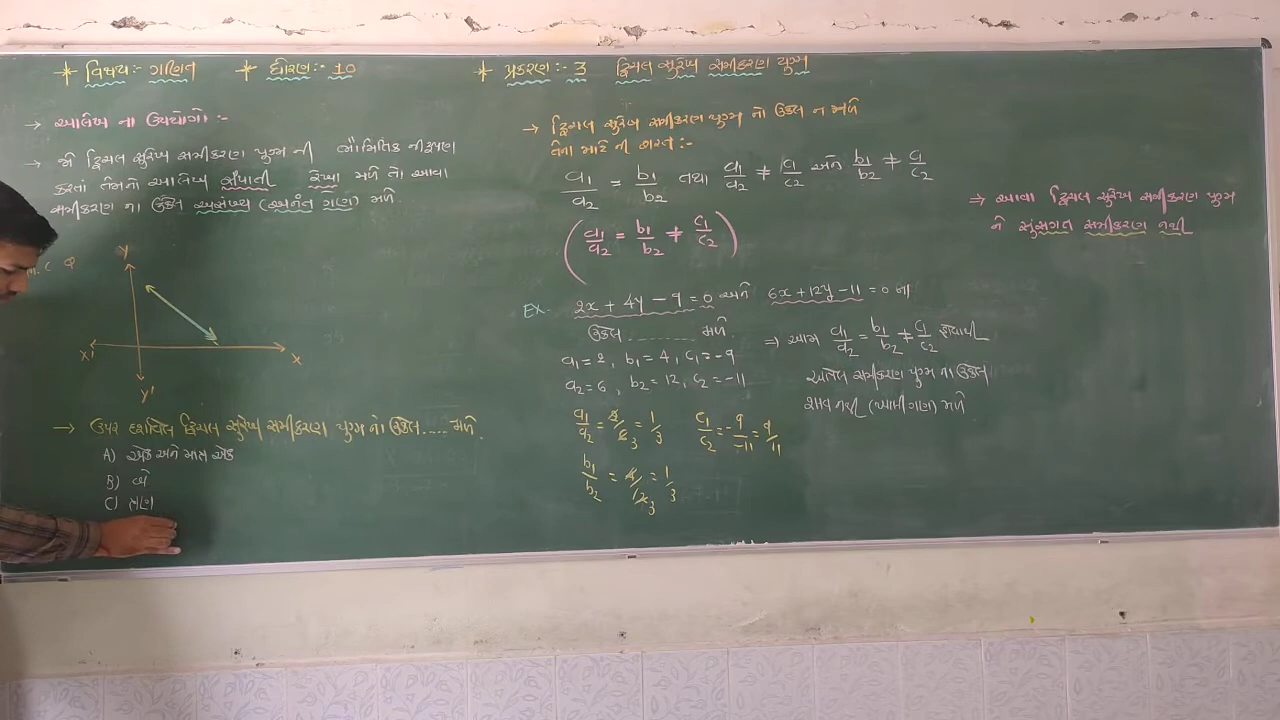 * વિષય:- ગણિત * ધોરણ:- 10 * પ્રકરણ:- 3 દ્વિચલ સુરેખ સમીકરણ યુગ્મ
→ આલેખ ના ઉપયોગો :-
→ જો દ્વિચલ સુરેખ સમીકરણ યુગ્મ ની ભૌમિતિક નીરૂપણ
કરતાં તેમનો આલેખ સંપાતી રેખા મળે તો આવા
સમીકરણ ના ઉકેલ અસંખ્ય (અનંત ગણ) મળે.
M.C Q
y
x' x
y'
→ ઉપર દર્શાવેલ દ્વિચલ સુરેખ સમીકરણ યુગ્મ નો ઉકેલ ..... મળે.
A) એક અને માત્ર એક
B) બે
C) ત્રણ
→ દ્વિચલ સુરેખ સમીકરણ યુગ્મ નો ઉકેલ ન મળે
તેના માટે ની શરત:-
a₁/a₂ = b₁/b₂ તથા a₁/a₂ ≠ c₁/c₂ અને b₁/b₂ ≠ c₁/c₂
(a₁/a₂ = b₁/b₂ ≠ c₁/c₂)
EX. 2x + 4y − 9 = 0 અને 6x + 12y − 11 = 0 ના
ઉકેલ .......... મળે
a₁ = 2, b₁ = 4, c₁ = −9
a₂ = 6, b₂ = 12, c₂ = −11
a₁/a₂ = 2/6 = 1/3 c₁/c₂ = −9/−11 = 9/11
b₁/b₂ = 4/12 = 1/3
⇒ આમ a₁/a₂ = b₁/b₂ ≠ c₁/c₂ હોવાથી
સમીકરણ યુગ્મ ના ઉકેલ
શક્ય નથી (ખાલી ગણ) મળે
⇒ આવા દ્વિચલ સુરેખ સમીકરણ યુગ્મ
ને સુસંગત સમીકરણ નથી